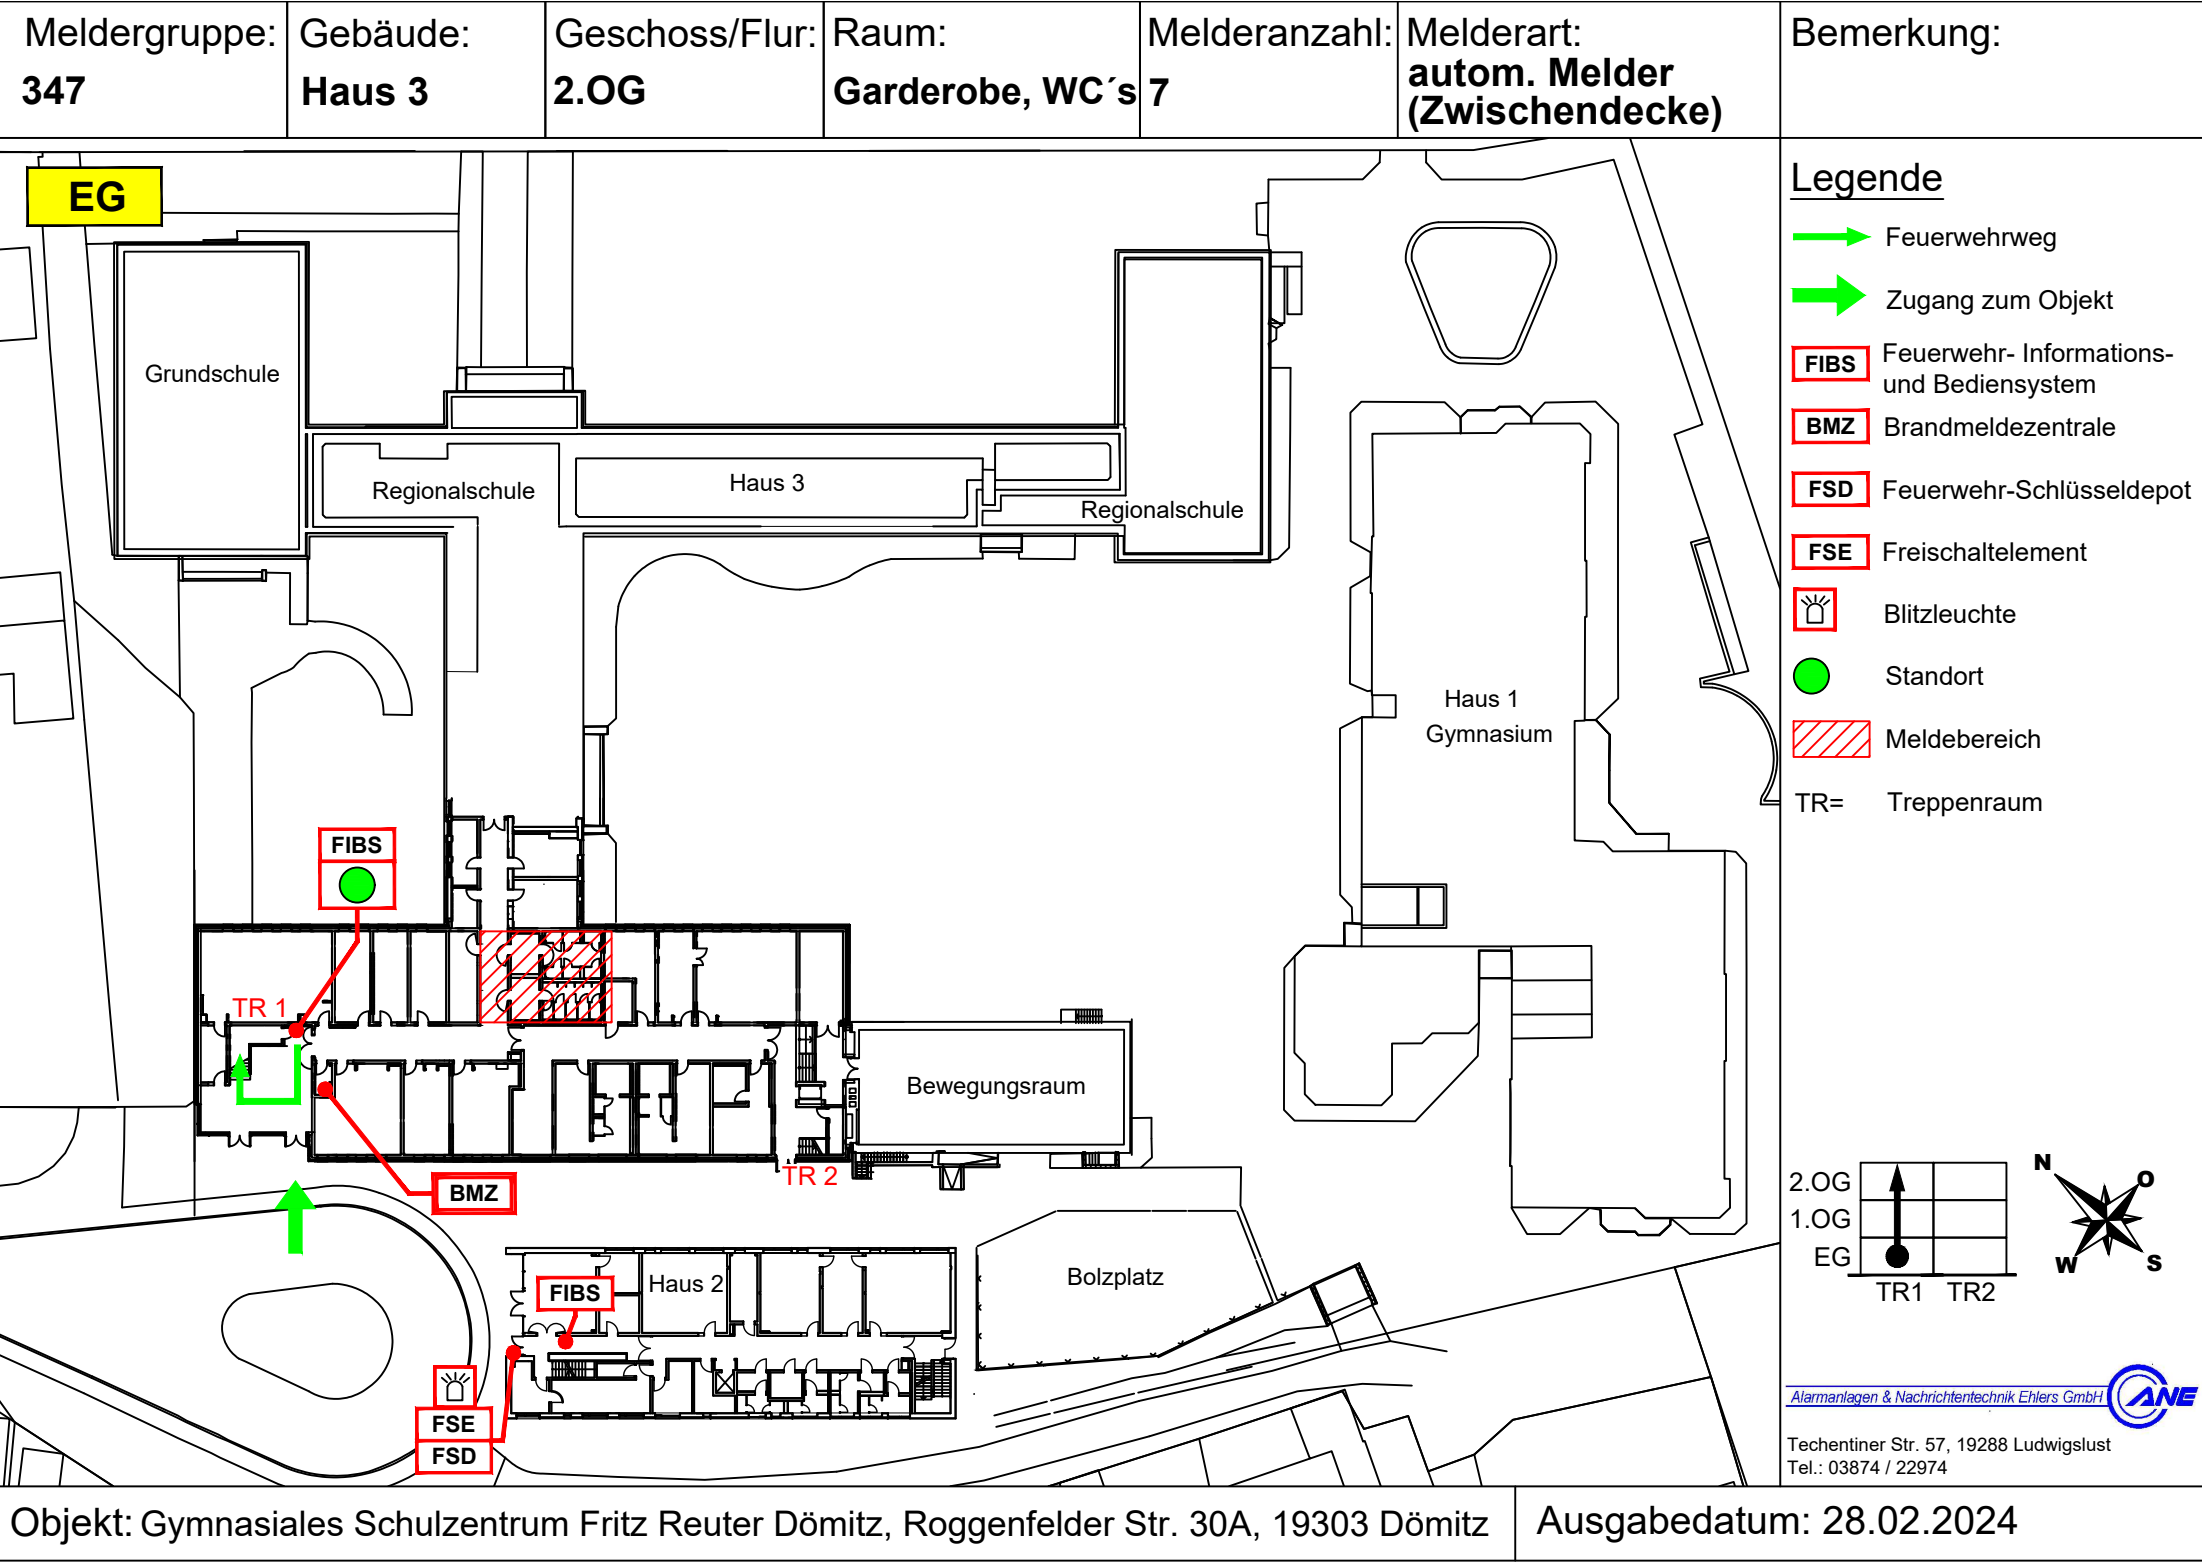 Meldergruppe:
347
Gebäude:
Haus 3
Geschoss/Flur:
2.OG
Raum:
Garderobe, WC´s
Melderanzahl:
7
Melderart:
autom. Melder
(Zwischendecke)
Bemerkung:
EG
Grundschule
Regionalschule
Haus 3
Regionalschule
Haus 1
Gymnasium
FIBS
TR 1
Bewegungsraum
BMZ
TR 2
Haus 2
FIBS
Bolzplatz
FSE
FSD
Legende
Feuerwehrweg
Zugang zum Objekt
FIBS
Feuerwehr- Informations-
und Bediensystem
BMZ
Brandmeldezentrale
FSD
Feuerwehr-Schlüsseldepot
FSE
Freischaltelement
Blitzleuchte
Standort
Meldebereich
TR= Treppenraum
2.OG
1.OG
EG
TR1 TR2
N
O
W
S
Alarmanlagen & Nachrichtentechnik Ehlers GmbH
ANE
Techentiner Str. 57, 19288 Ludwigslust
Tel.: 03874 / 22974
Objekt: Gymnasiales Schulzentrum Fritz Reuter Dömitz, Roggenfelder Str. 30A, 19303 Dömitz
Ausgabedatum: 28.02.2024